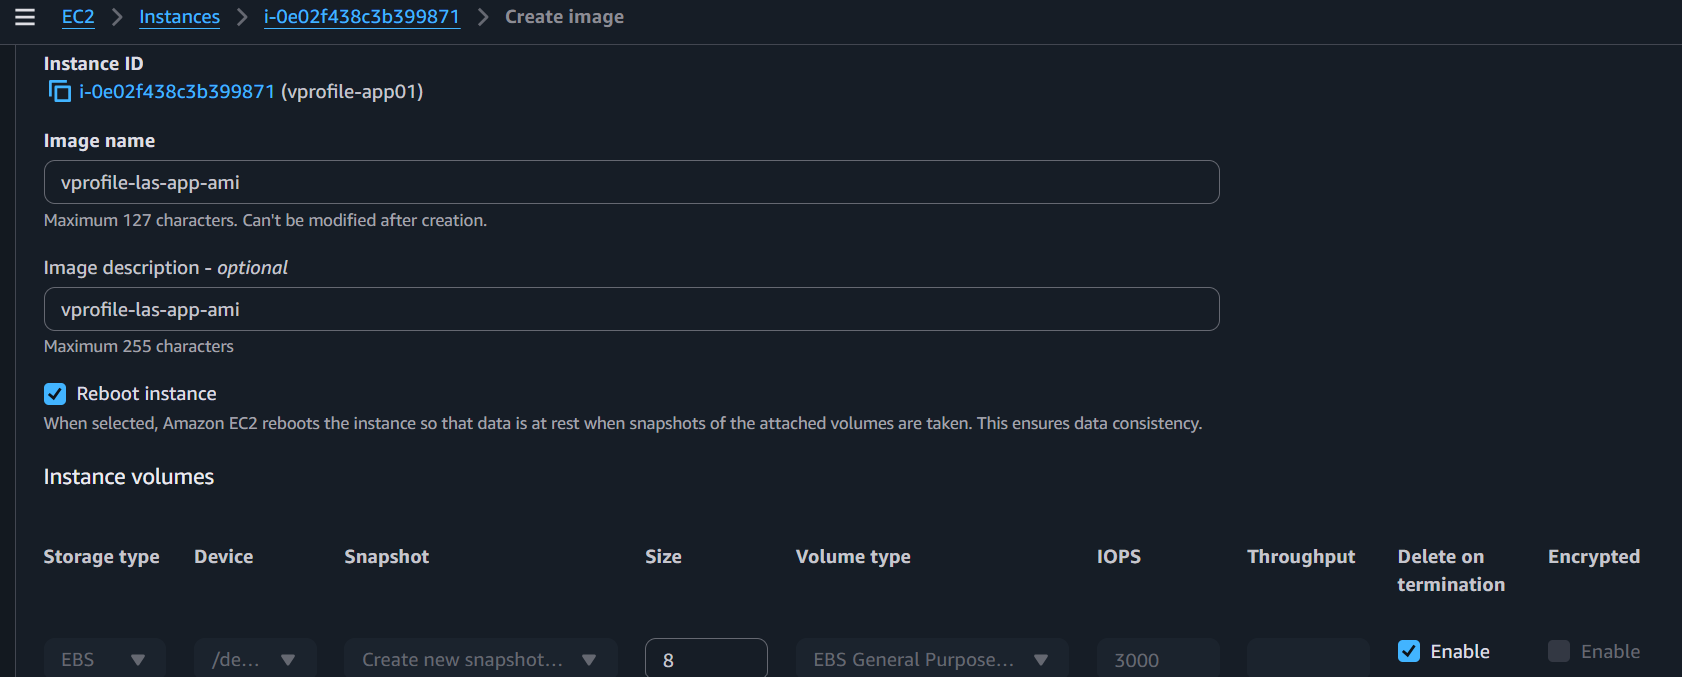 EC2 > Instances > i-0e02f438c3b399871 > Create image
Instance ID
i-0e02f438c3b399871 (vprofile-app01)
Image name
vprofile-las-app-ami
Maximum 127 characters. Can't be modified after creation.
Image description - optional
vprofile-las-app-ami
Maximum 255 characters
Reboot instance
When selected, Amazon EC2 reboots the instance so that data is at rest when snapshots of the attached volumes are taken. This ensures data consistency.
Instance volumes
Storage type Device Snapshot Size Volume type IOPS Throughput Delete on termination Encrypted
EBS /de... Create new snapshot... 8 EBS General Purpose... 3000 Enable Enable